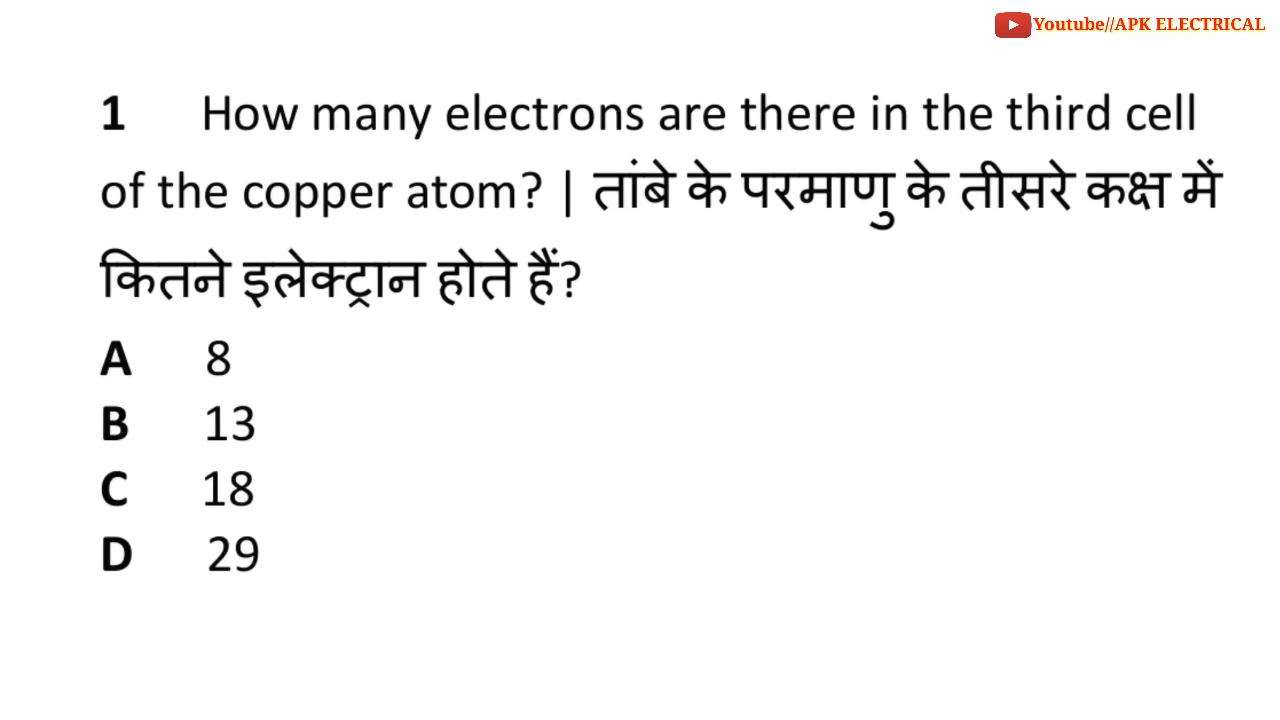 Youtube//APK ELECTRICAL
1 How many electrons are there in the third cell
of the copper atom? | तांबे के परमाणु के तीसरे कक्ष में
कितने इलेक्ट्रान होते हैं?
A 8
B 13
C 18
D 29